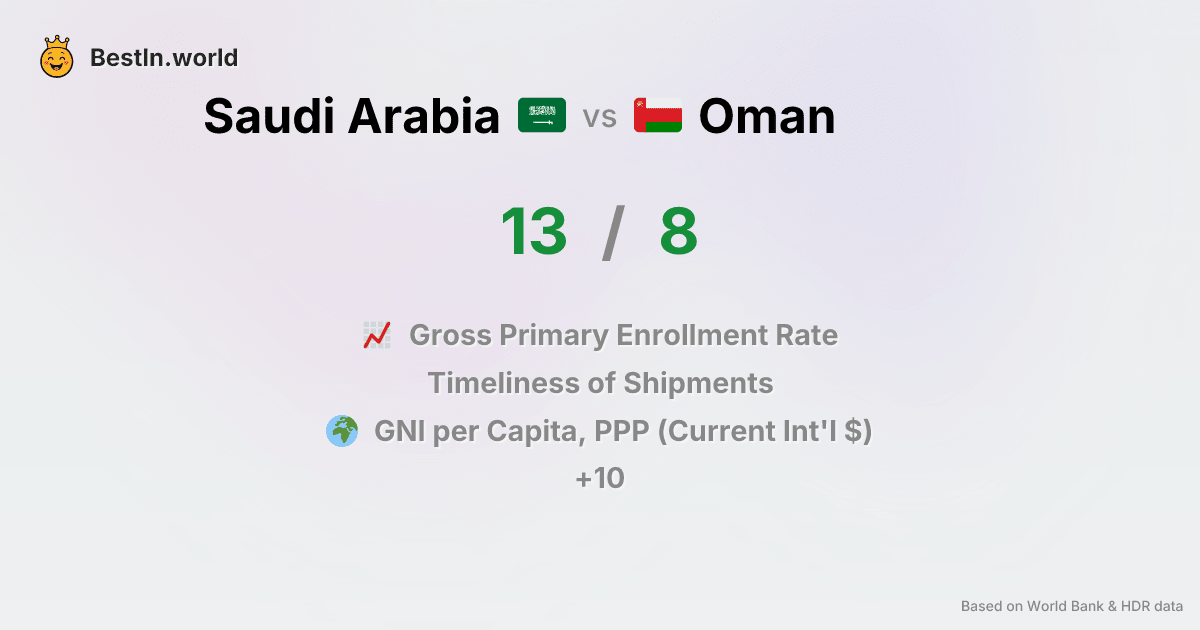 BestIn.world
Saudi Arabia vs Oman
13 / 8
Gross Primary Enrollment Rate
Timeliness of Shipments
GNI per Capita, PPP (Current Int'l $)
+10
Based on World Bank & HDR data